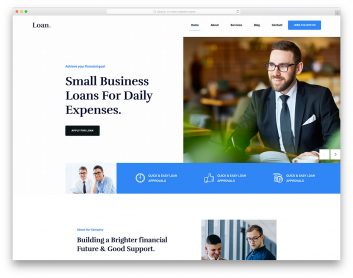 Loan.
Home
About
Services
Blog
Contact
Achieve your financial goal
Small Business
Loans For Daily
Expenses.
APPLY FOR LOAN
QUICK & EASY LOAN
APPROVALS
QUICK & EASY LOAN
APPROVALS
QUICK & EASY LOAN
APPROVALS
About Our Company
Building a Brighter financial
Future & Good Support.